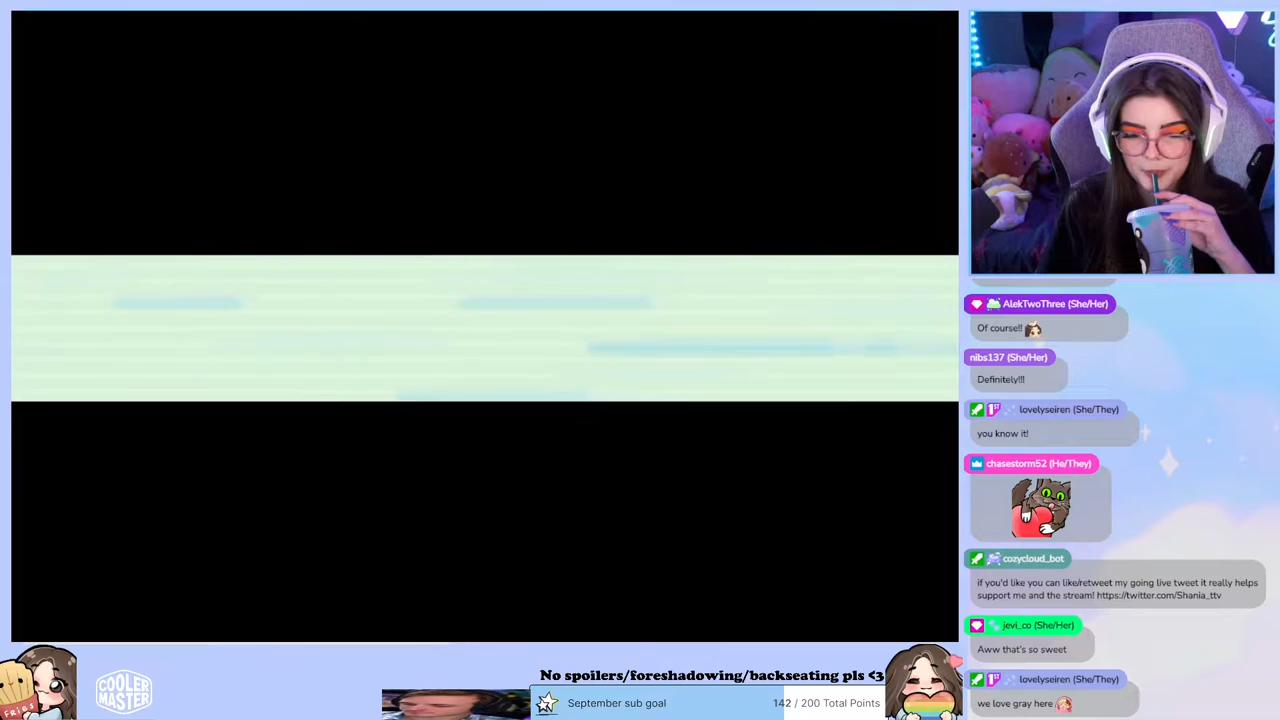 AlekTwoThree (She/Her)
Of course!!
nibs137 (She/Her)
Definitely!!!
1ST lovelyseiren (She/They)
you know it!
chasestorm52 (He/They)
cozycloud_bot
if you'd like you can like/retweet my going live tweet it really helps
support me and the stream! https://twitter.com/Shania_ttv
jevi_co (She/Her)
Aww that's so sweet
1ST lovelyseiren (She/They)
we love gray here
FRIES
COOLER
MASTER
No spoilers/foreshadowing/backseating pls <3
September sub goal
142 / 200 Total Points